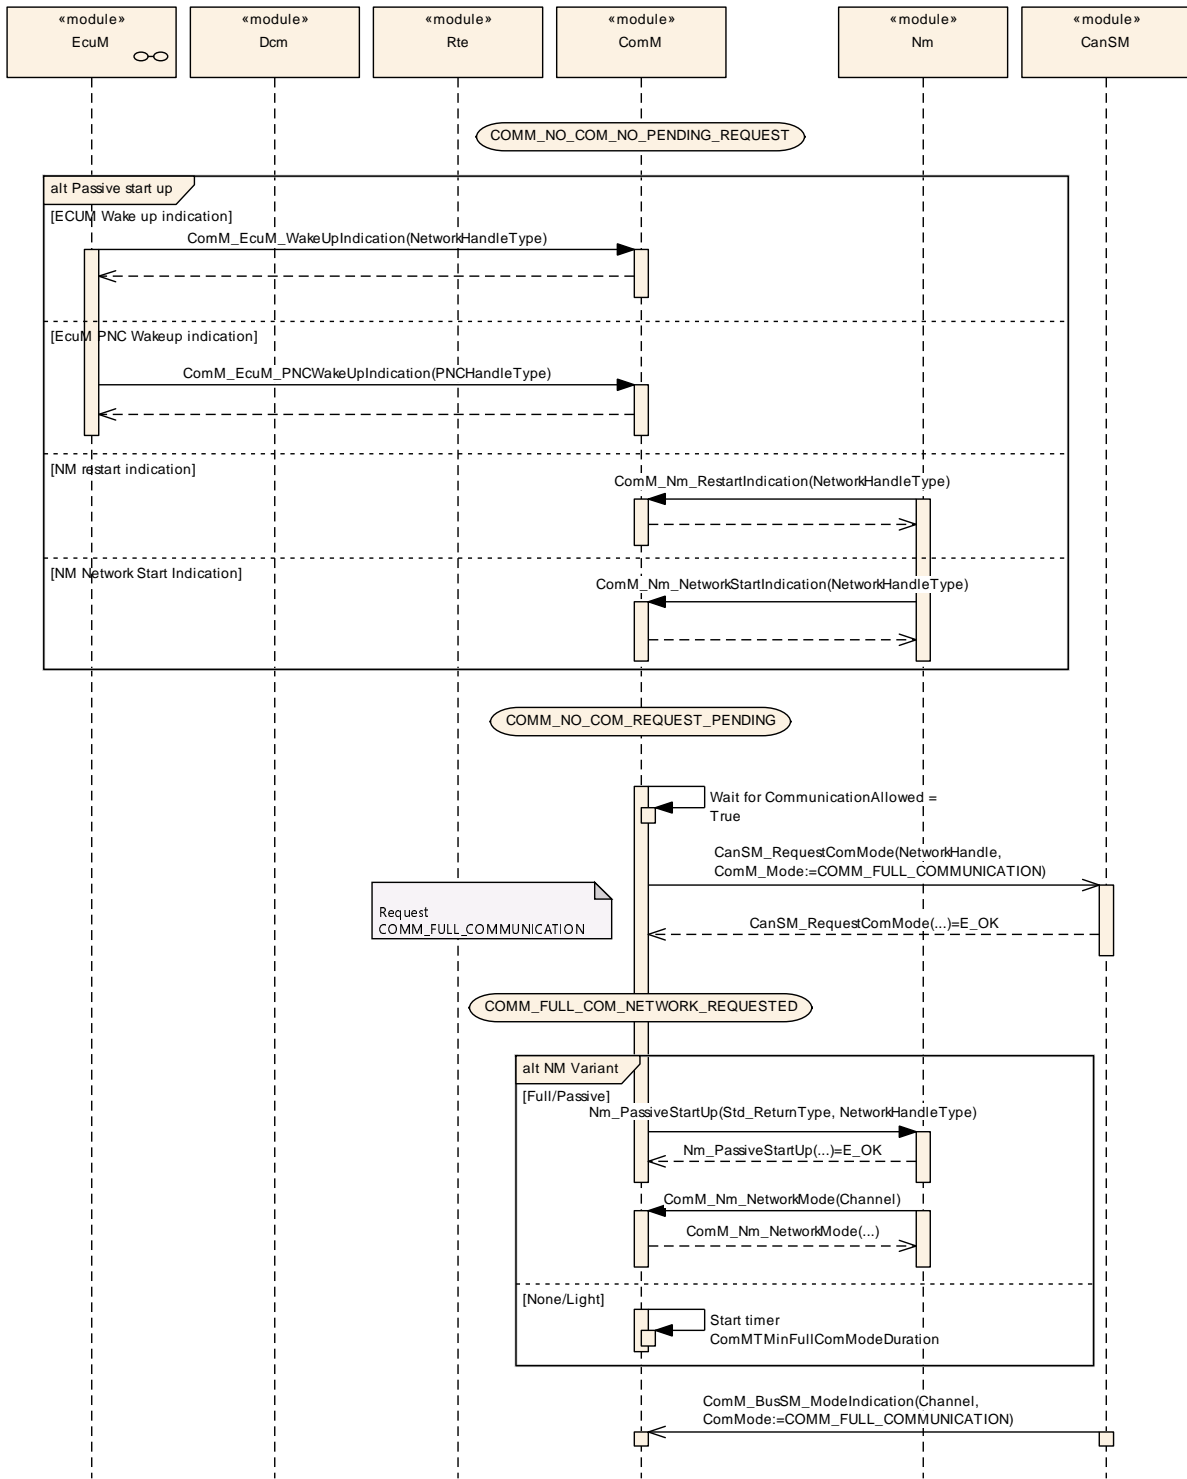 «module»
EcuM
«module»
Dcm
«module»
Rte
«module»
ComM
«module»
Nm
«module»
CanSM
COMM_NO_COM_NO_PENDING_REQUEST
alt Passive start up
[ECUM Wake up indication]
ComM_EcuM_WakeUpIndication(NetworkHandleType)
[EcuM PNC Wakeup indication]
ComM_EcuM_PNCWakeUpIndication(PNCHandleType)
[NM restart indication]
ComM_Nm_RestartIndication(NetworkHandleType)
[NM Network Start Indication]
ComM_Nm_NetworkStartIndication(NetworkHandleType)
COMM_NO_COM_REQUEST_PENDING
Wait for CommunicationAllowed =
True
CanSM_RequestComMode(NetworkHandle,
ComM_Mode:=COMM_FULL_COMMUNICATION)
Request
COMM_FULL_COMMUNICATION
CanSM_RequestComMode(...)=E_OK
COMM_FULL_COM_NETWORK_REQUESTED
alt NM Variant
[Full/Passive]
Nm_PassiveStartUp(Std_ReturnType, NetworkHandleType)
Nm_PassiveStartUp(...)=E_OK
ComM_Nm_NetworkMode(Channel)
ComM_Nm_NetworkMode(...)
[None/Light]
Start timer
ComMTMinFullComModeDuration
ComM_BusSM_ModeIndication(Channel,
ComMode:=COMM_FULL_COMMUNICATION)